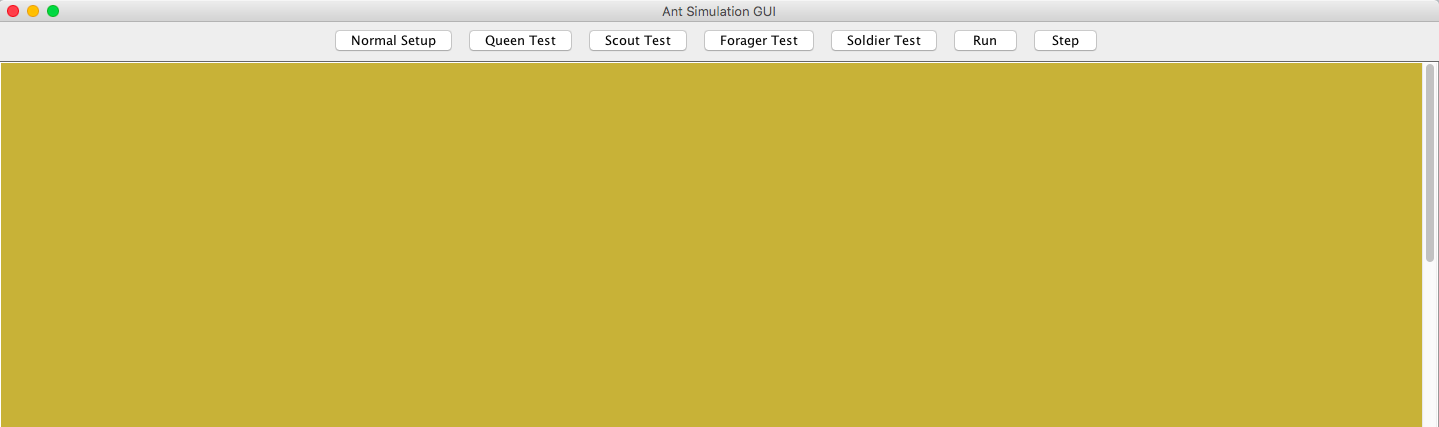 Ant Simulation GUI
Normal Setup Queen Test Scout Test Forager Test Soldier Test Run Step